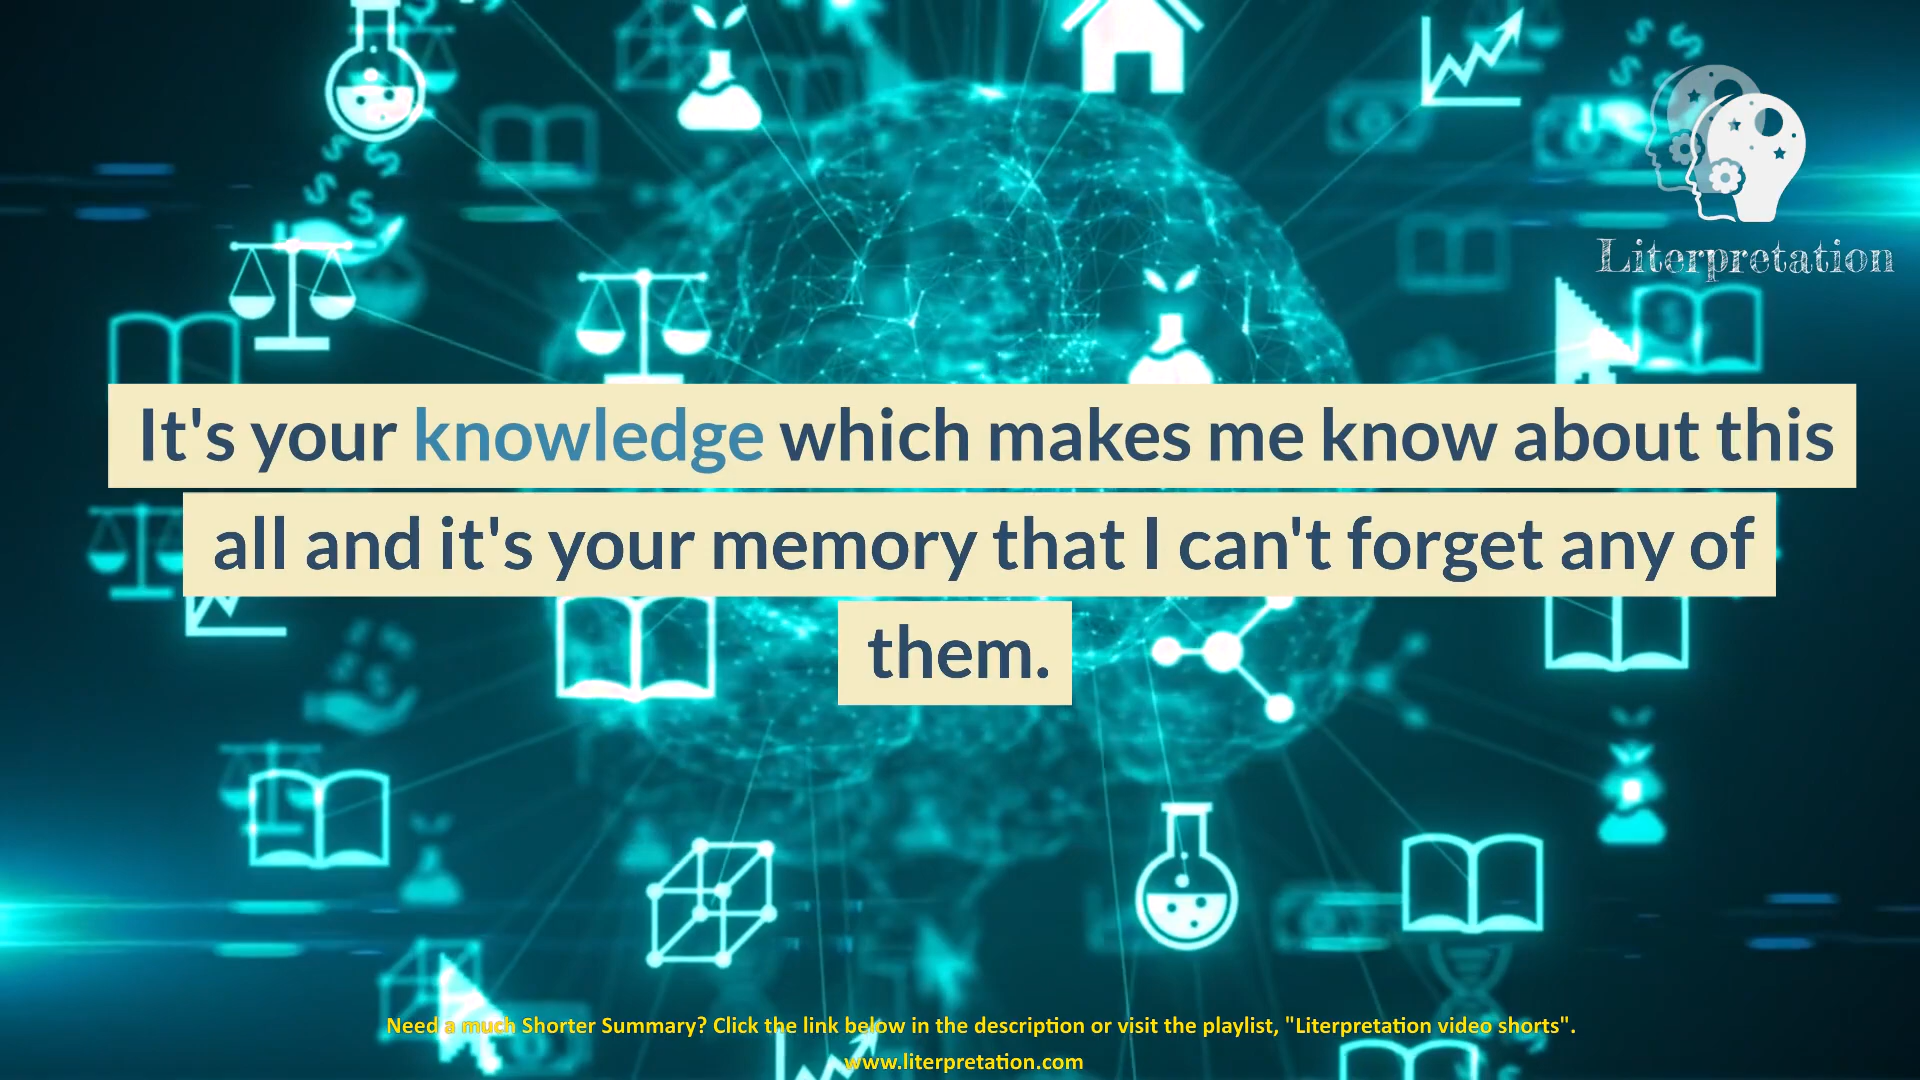 Literpretation
It's your knowledge which makes me know about this
all and it's your memory that I can't forget any of
them.
Need a much Shorter Summary? Click the link below in the description or visit the playlist, "Literpretation video shorts".
www.literpretation.com